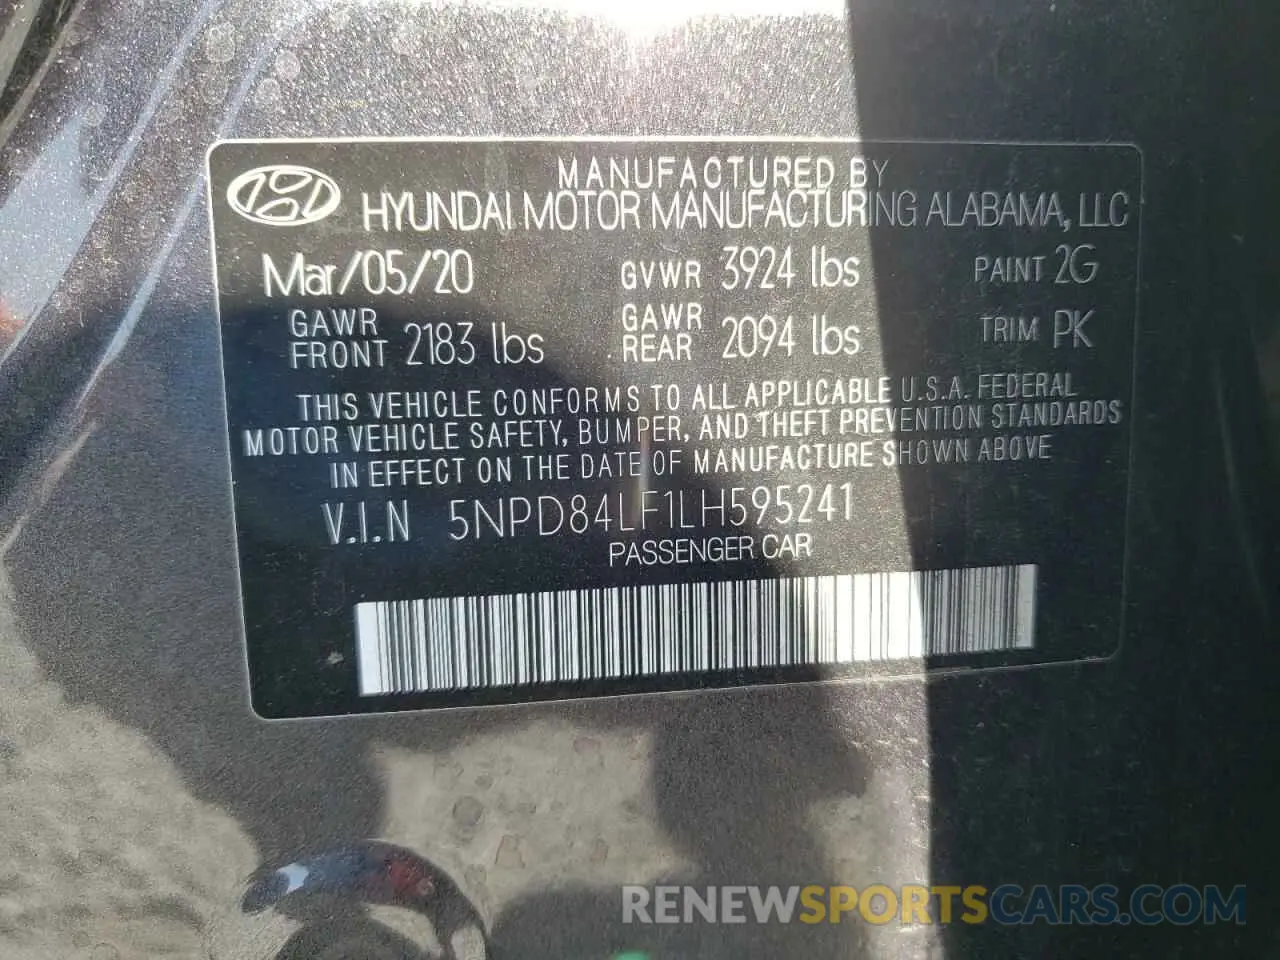 MANUFACTURED BY
HYUNDAI MOTOR MANUFACTURING ALABAMA, LLC
Mar/05/20 GVWR 3924 lbs PAINT 2G
GAWR FRONT 2183 lbs GAWR REAR 2094 lbs TRIM PK
THIS VEHICLE CONFORMS TO ALL APPLICABLE U.S.A. FEDERAL
MOTOR VEHICLE SAFETY, BUMPER, AND THEFT PREVENTION STANDARDS
IN EFFECT ON THE DATE OF MANUFACTURE SHOWN ABOVE
V.I.N 5NPD84LF1LH595241
PASSENGER CAR
RENEWSPORTSCARS.COM